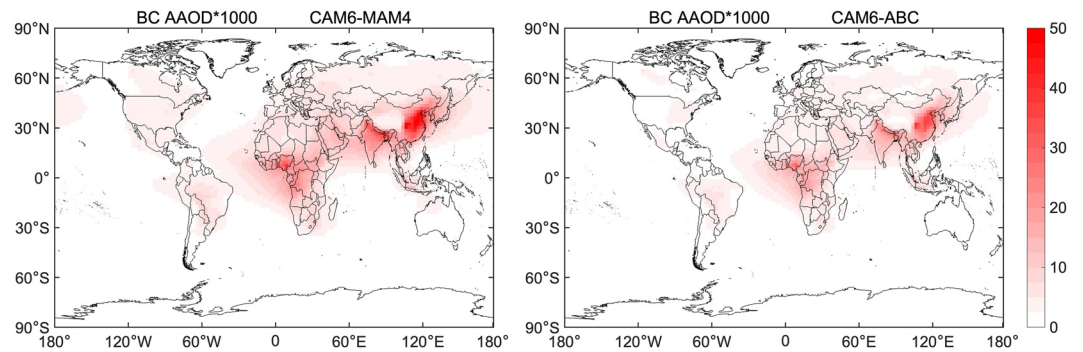 BC AAOD*1000 CAM6-MAM4
90°N
60°N
30°N
0°
30°S
60°S
90°S
180° 120°W 60°W 0 60°E 120°E 180°
BC AAOD*1000 CAM6-ABC
90°N
60°N
30°N
0°
30°S
60°S
90°S
180° 120°W 60°W 0 60°E 120°E 180°
50
40
30
20
10
0